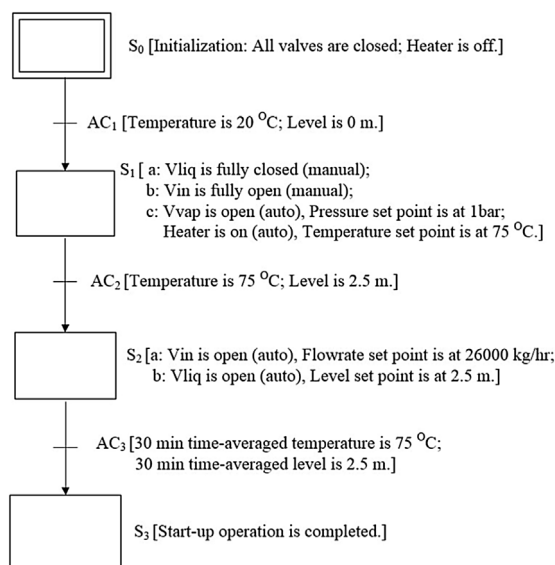 S₀ [Initialization: All valves are closed; Heater is off.]
AC₁ [Temperature is 20 ⁰C; Level is 0 m.]
S₁ [ a: Vliq is fully closed (manual);
b: Vin is fully open (manual);
c: Vvap is open (auto), Pressure set point is at 1bar;
Heater is on (auto), Temperature set point is at 75 ⁰C.]
AC₂ [Temperature is 75 ⁰C; Level is 2.5 m.]
S₂ [a: Vin is open (auto), Flowrate set point is at 26000 kg/hr;
b: Vliq is open (auto), Level set point is at 2.5 m.]
AC₃ [30 min time-averaged temperature is 75 ⁰C;
30 min time-averaged level is 2.5 m.]
S₃ [Start-up operation is completed.]